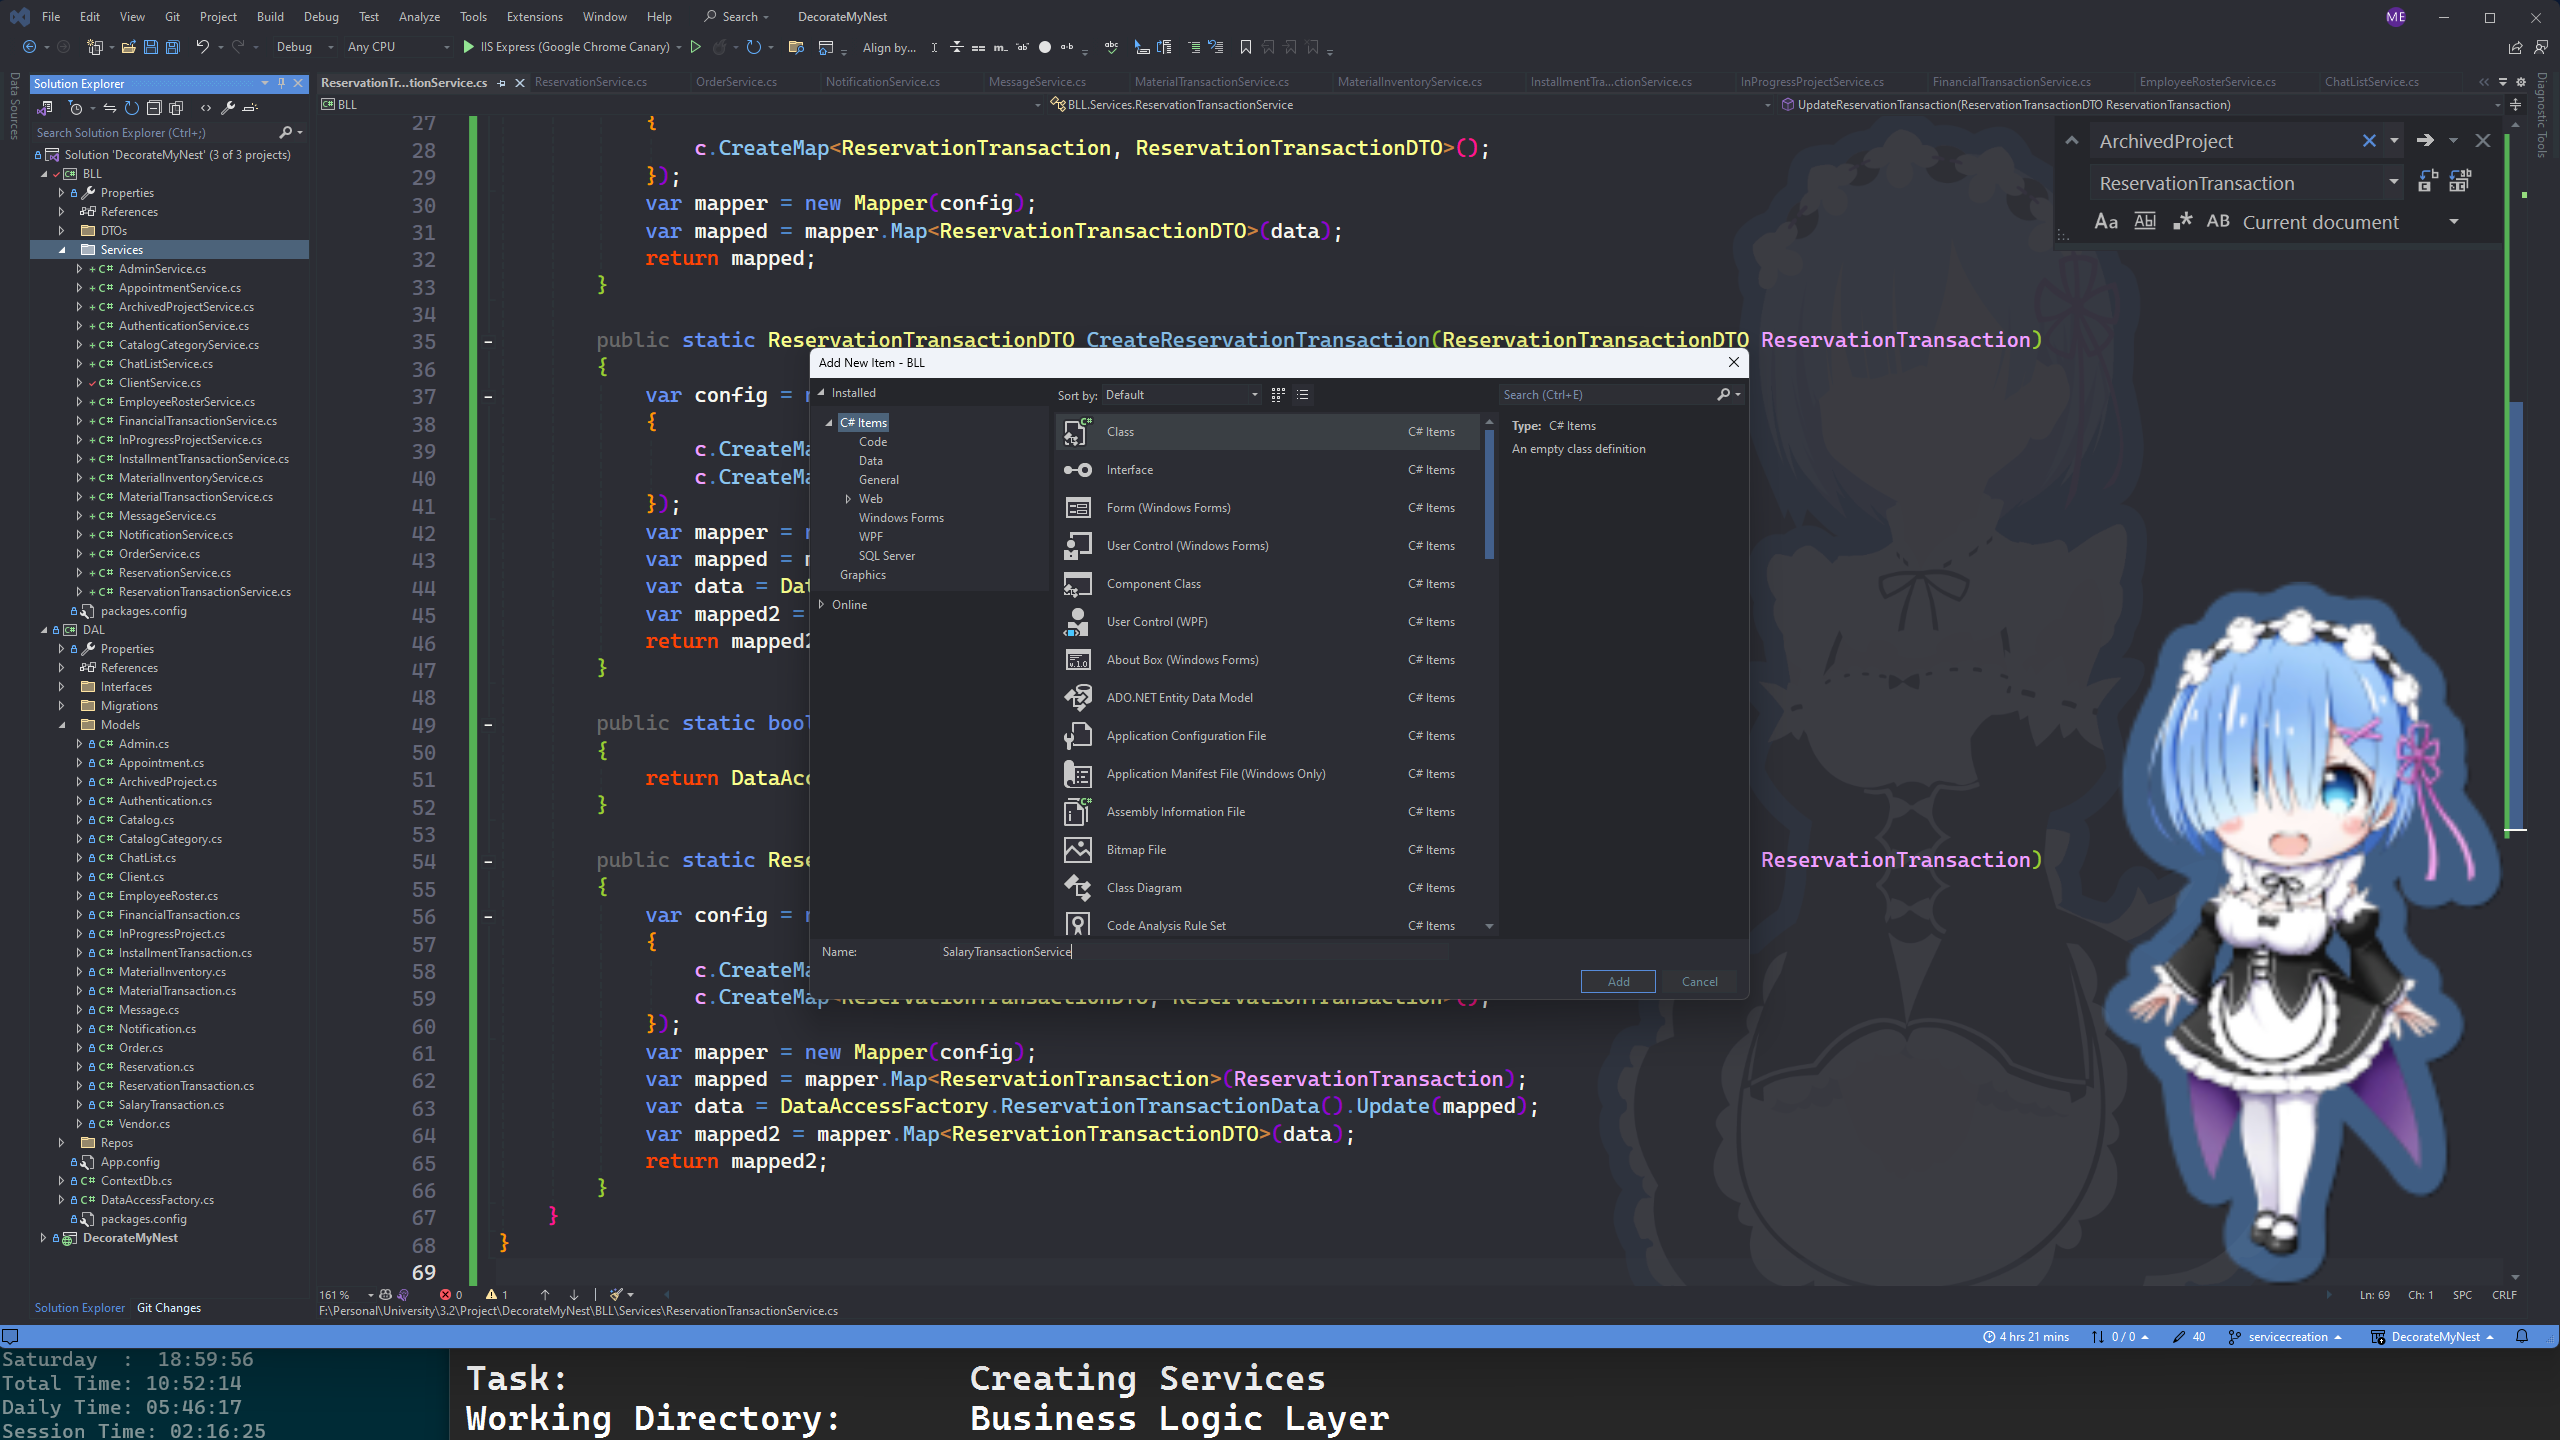 File Edit View Git Project Build Debug Test Analyze Tools Extensions Window Help Search DecorateMyNest ME
Debug Any CPU IIS Express (Google Chrome Canary) Align by...
Data Sources
Solution Explorer
Search Solution Explorer (Ctrl+;)
Solution 'DecorateMyNest' (3 of 3 projects)
BLL
Properties
References
DTOs
Services
AdminService.cs
AppointmentService.cs
ArchivedProjectService.cs
AuthenticationService.cs
CatalogCategoryService.cs
ChatListService.cs
ClientService.cs
EmployeeRosterService.cs
FinancialTransactionService.cs
InProgressProjectService.cs
InstallmentTransactionService.cs
MaterialInventoryService.cs
MaterialTransactionService.cs
MessageService.cs
NotificationService.cs
OrderService.cs
ReservationService.cs
ReservationTransactionService.cs
packages.config
DAL
Properties
References
Interfaces
Migrations
Models
Admin.cs
Appointment.cs
ArchivedProject.cs
Authentication.cs
Catalog.cs
CatalogCategory.cs
ChatList.cs
Client.cs
EmployeeRoster.cs
FinancialTransaction.cs
InProgressProject.cs
InstallmentTransaction.cs
MaterialInventory.cs
MaterialTransaction.cs
Message.cs
Notification.cs
Order.cs
Reservation.cs
ReservationTransaction.cs
SalaryTransaction.cs
Vendor.cs
Repos
App.config
ContextDb.cs
DataAccessFactory.cs
packages.config
DecorateMyNest
Solution Explorer Git Changes
ReservationTr...tionService.cs ReservationService.cs OrderService.cs NotificationService.cs MessageService.cs MaterialTransactionService.cs MaterialInventoryService.cs InstallmentTra...ctionService.cs InProgressProjectService.cs FinancialTransactionService.cs EmployeeRosterService.cs ChatListService.cs
BLL BLL.Services.ReservationTransactionService UpdateReservationTransaction(ReservationTransactionDTO ReservationTransaction)
Diagnostic Tools
ArchivedProject
ReservationTransaction
Aa Ab .* AB Current document
27 {
28 c.CreateMap<ReservationTransaction, ReservationTransactionDTO>();
29 });
30 var mapper = new Mapper(config);
31 var mapped = mapper.Map<ReservationTransactionDTO>(data);
32 return mapped;
33 }
34
35 public static ReservationTransactionDTO CreateReservationTransaction(ReservationTransactionDTO ReservationTransaction)
36 {
37 var config =
38 {
39 c.CreateMa
40 c.CreateMa
41 });
42 var mapper =
43 var mapped =
44 var data = Dat
45 var mapped2 =
46 return mapped2
47 }
48
49 public static bool
50 {
51 return DataAcc
52 }
53
54 public static Rese ReservationTransaction)
55 {
56 var config =
57 {
58 c.CreateMa
59 c.CreateMap<ReservationTransactionDTO, ReservationTransaction>();
60 });
61 var mapper = new Mapper(config);
62 var mapped = mapper.Map<ReservationTransaction>(ReservationTransaction);
63 var data = DataAccessFactory.ReservationTransactionData().Update(mapped);
64 var mapped2 = mapper.Map<ReservationTransactionDTO>(data);
65 return mapped2;
66 }
67 }
68 }
69
Add New Item - BLL
Installed
C# Items
Code
Data
General
Web
Windows Forms
WPF
SQL Server
Graphics
Online
Sort by: Default
Class C# Items
Interface C# Items
Form (Windows Forms) C# Items
User Control (Windows Forms) C# Items
Component Class C# Items
User Control (WPF) C# Items
About Box (Windows Forms) C# Items
ADO.NET Entity Data Model C# Items
Application Configuration File C# Items
Application Manifest File (Windows Only) C# Items
Assembly Information File C# Items
Bitmap File C# Items
Class Diagram C# Items
Code Analysis Rule Set C# Items
Search (Ctrl+E)
Type: C# Items
An empty class definition
Name: SalaryTransactionService
Add Cancel
161 % 0 1 Ln: 69 Ch: 1 SPC CRLF
F:\Personal\University\3.2\Project\DecorateMyNest\BLL\Services\ReservationTransactionService.cs
4 hrs 21 mins 0 / 0 40 servicecreation DecorateMyNest
Saturday : 18:59:56
Total Time: 10:52:14
Daily Time: 05:46:17
Session Time: 02:16:25
Task: Creating Services
Working Directory: Business Logic Layer